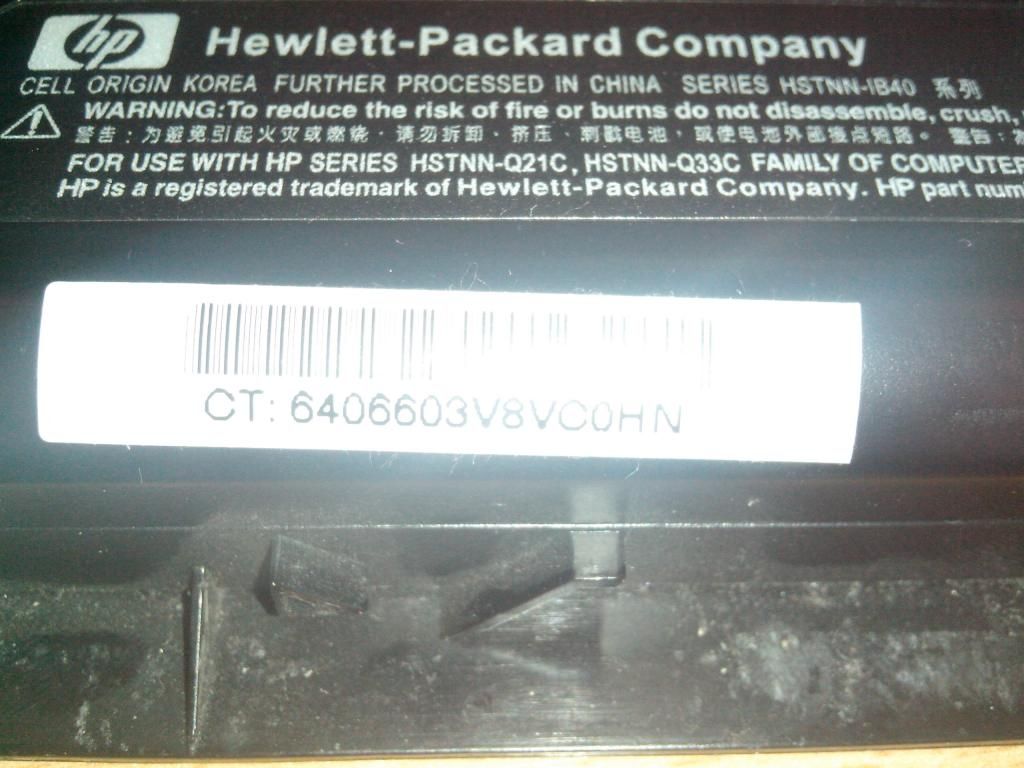 hp Hewlett-Packard Company
CELL ORIGIN KOREA FURTHER PROCESSED IN CHINA SERIES HSTNN-IB40 系列
WARNING:To reduce the risk of fire or burns do not disassemble, crush,
警告:为避免引起火灾或燃烧,请勿拆卸、挤压、刺戳电池,或使电池外部接点短路。警告:
FOR USE WITH HP SERIES HSTNN-Q21C, HSTNN-Q33C FAMILY OF COMPUTER
HP is a registered trademark of Hewlett-Packard Company. HP part num
CT: 6406603V8VC0HN